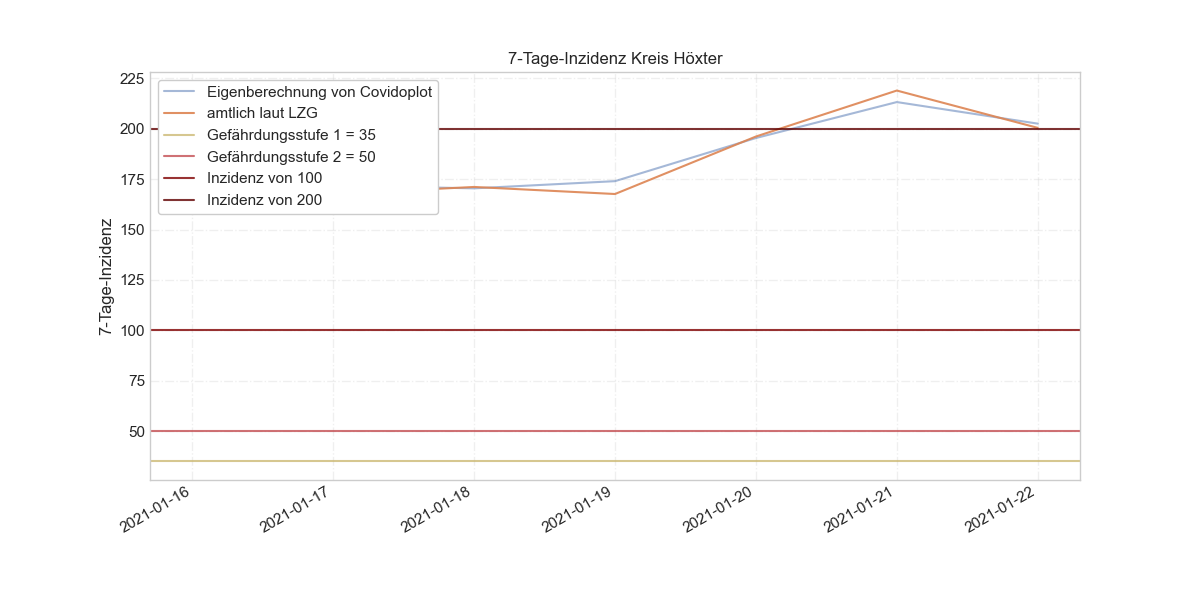 7-Tage-Inzidenz Kreis Höxter
Eigenberechnung von Covidoplot
amtlich laut LZG
Gefährdungsstufe 1 = 35
Gefährdungsstufe 2 = 50
Inzidenz von 100
Inzidenz von 200
7-Tage-Inzidenz
225
200
175
150
125
100
75
50
2021-01-16
2021-01-17
2021-01-18
2021-01-19
2021-01-20
2021-01-21
2021-01-22